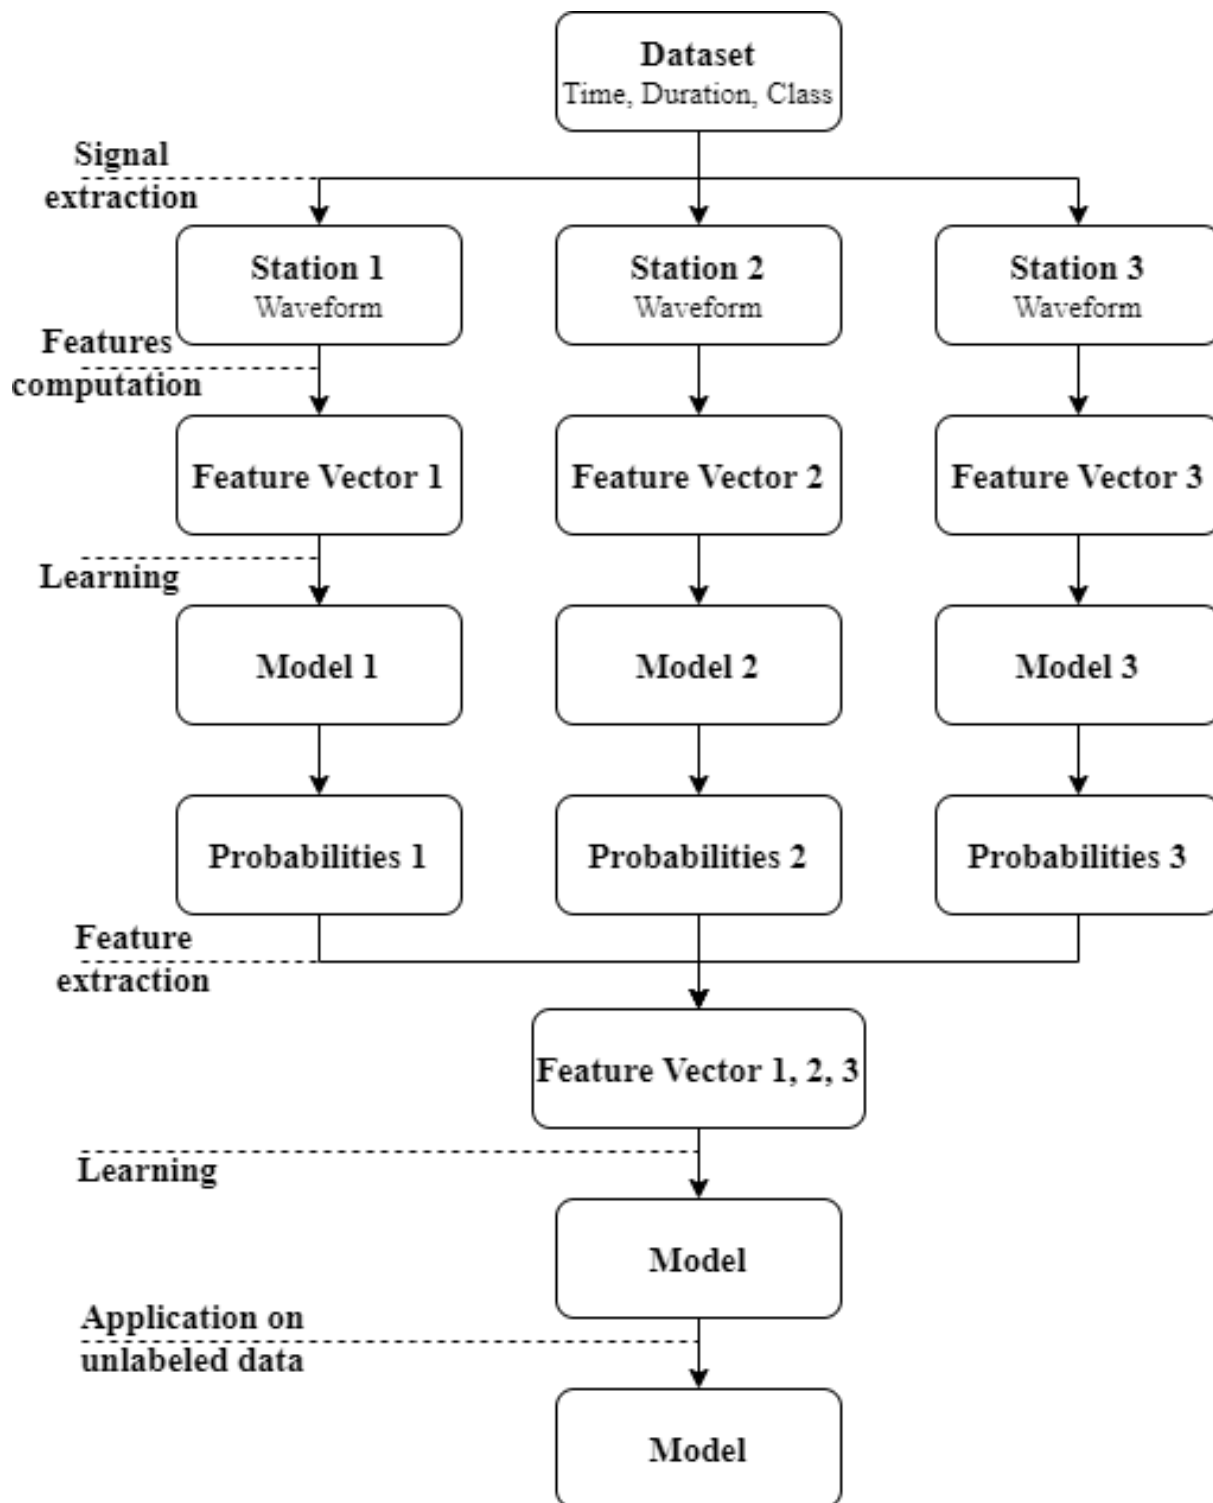 Dataset
Time, Duration, Class
Signal
extraction
Station 1
Waveform
Station 2
Waveform
Station 3
Waveform
Features
computation
Feature Vector 1
Feature Vector 2
Feature Vector 3
Learning
Model 1
Model 2
Model 3
Probabilities 1
Probabilities 2
Probabilities 3
Feature
extraction
Feature Vector 1, 2, 3
Learning
Model
Application on
unlabeled data
Model